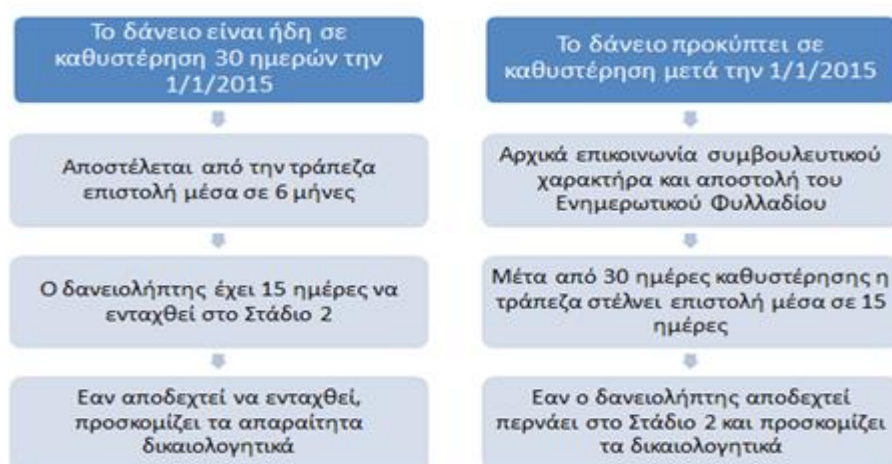 Το δάνειο είναι ήδη σε
καθυστέρηση 30 ημερών την
1/1/2015
Αποστέλεται από την τράπεζα
επιστολή μέσα σε 6 μήνες
Ο δανειολήπτης έχει 15 ημέρες να
ενταχθεί στο Στάδιο 2
Εαν αποδεχτεί να ενταχθεί,
προσκομίζει τα απαραίτητα
δικαιολογητικά
Το δάνειο προκύπτει σε
καθυστέρηση μετά την 1/1/2015
Αρχικά επικοινωνία συμβουλευτικού
χαρακτήρα και αποστολή του
Ενημερωτικού Φυλλαδίου
Μέτα από 30 ημέρες καθυστέρησης η
τράπεζα στέλνει επιστολή μέσα σε 15
ημέρες
Εαν ο δανειολήπτης αποδεχτεί
περνάει στο Στάδιο 2 και προσκομίζει
τα δικαιολογητικά